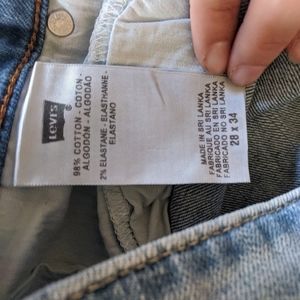 Levi's
®
98% COTTON - COTON -
ALGODON - ALGODÃO
2% ELASTANE - ELASTHANNE -
ELASTANO
MADE IN SRI LANKA
FABRIQUE AU SRI LANKA
FABRICADO EN SRI LANKA
FABRICADO NO SRI LANKA
28 X 34